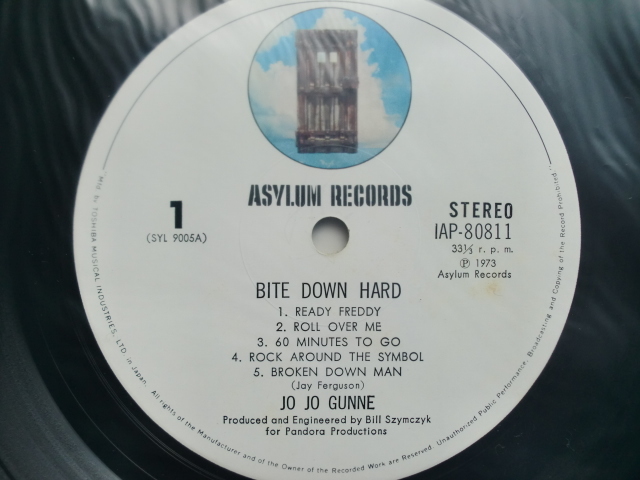 ASYLUM RECORDS
1
(SYL 9005A)
STEREO
IAP-80811
33⅓ r. p. m.
Ⓟ 1973
Asylum Records
BITE DOWN HARD
1. READY FREDDY
2. ROLL OVER ME
3. 60 MINUTES TO GO
4. ROCK AROUND THE SYMBOL
5. BROKEN DOWN MAN
(Jay Ferguson)
JO JO GUNNE
Produced and Engineered by Bill Szymczyk
for Pandora Productions
Mfd. by TOSHIBA MUSICAL INDUSTRIES, LTD. in Japan. All rights of the Manufacturer and of the Owner of the Recorded Work are Reserved. Unauthorized Public Performance, Broadcasting and Copying of the Record Prohibited.